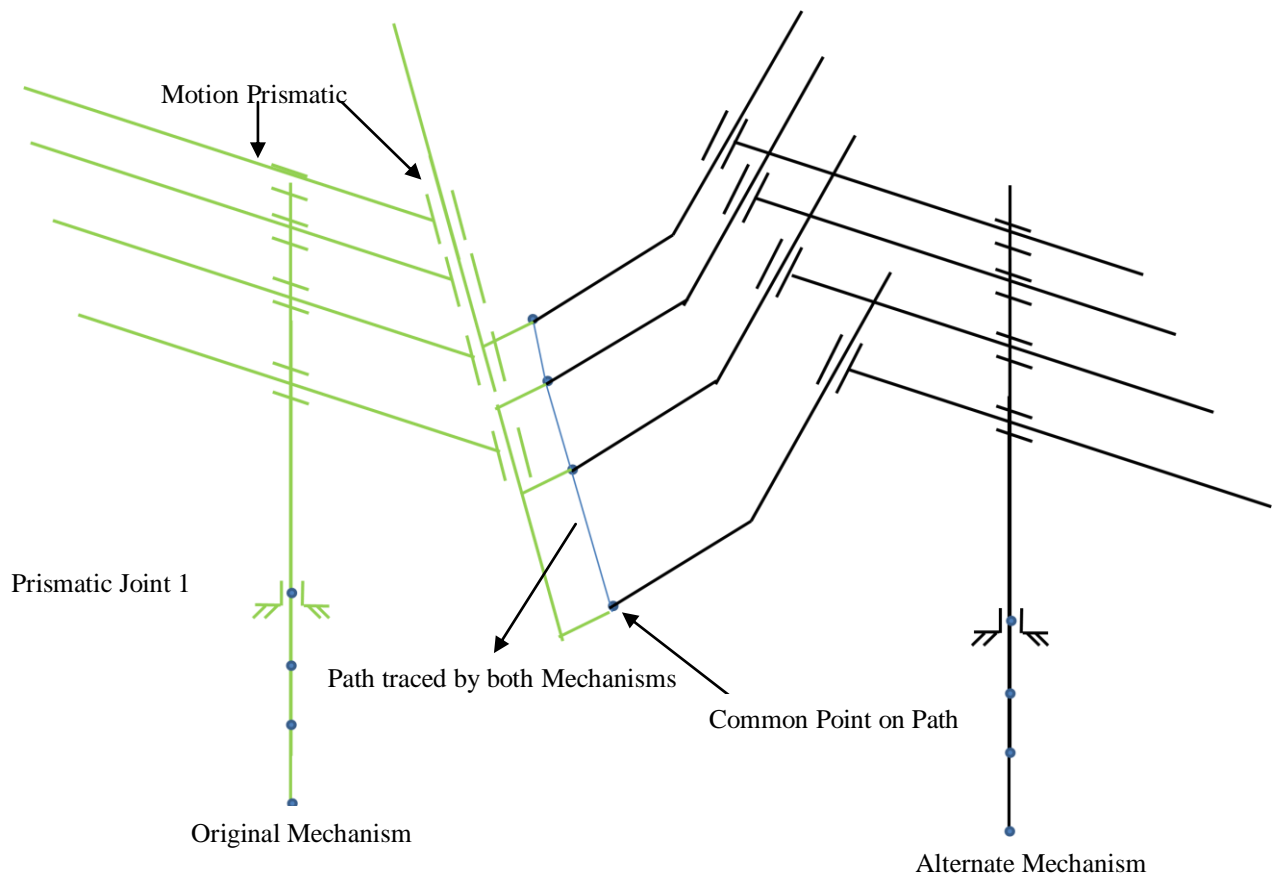 Motion Prismatic
Prismatic Joint 1
Path traced by both Mechanisms
Common Point on Path
Original Mechanism
Alternate Mechanism